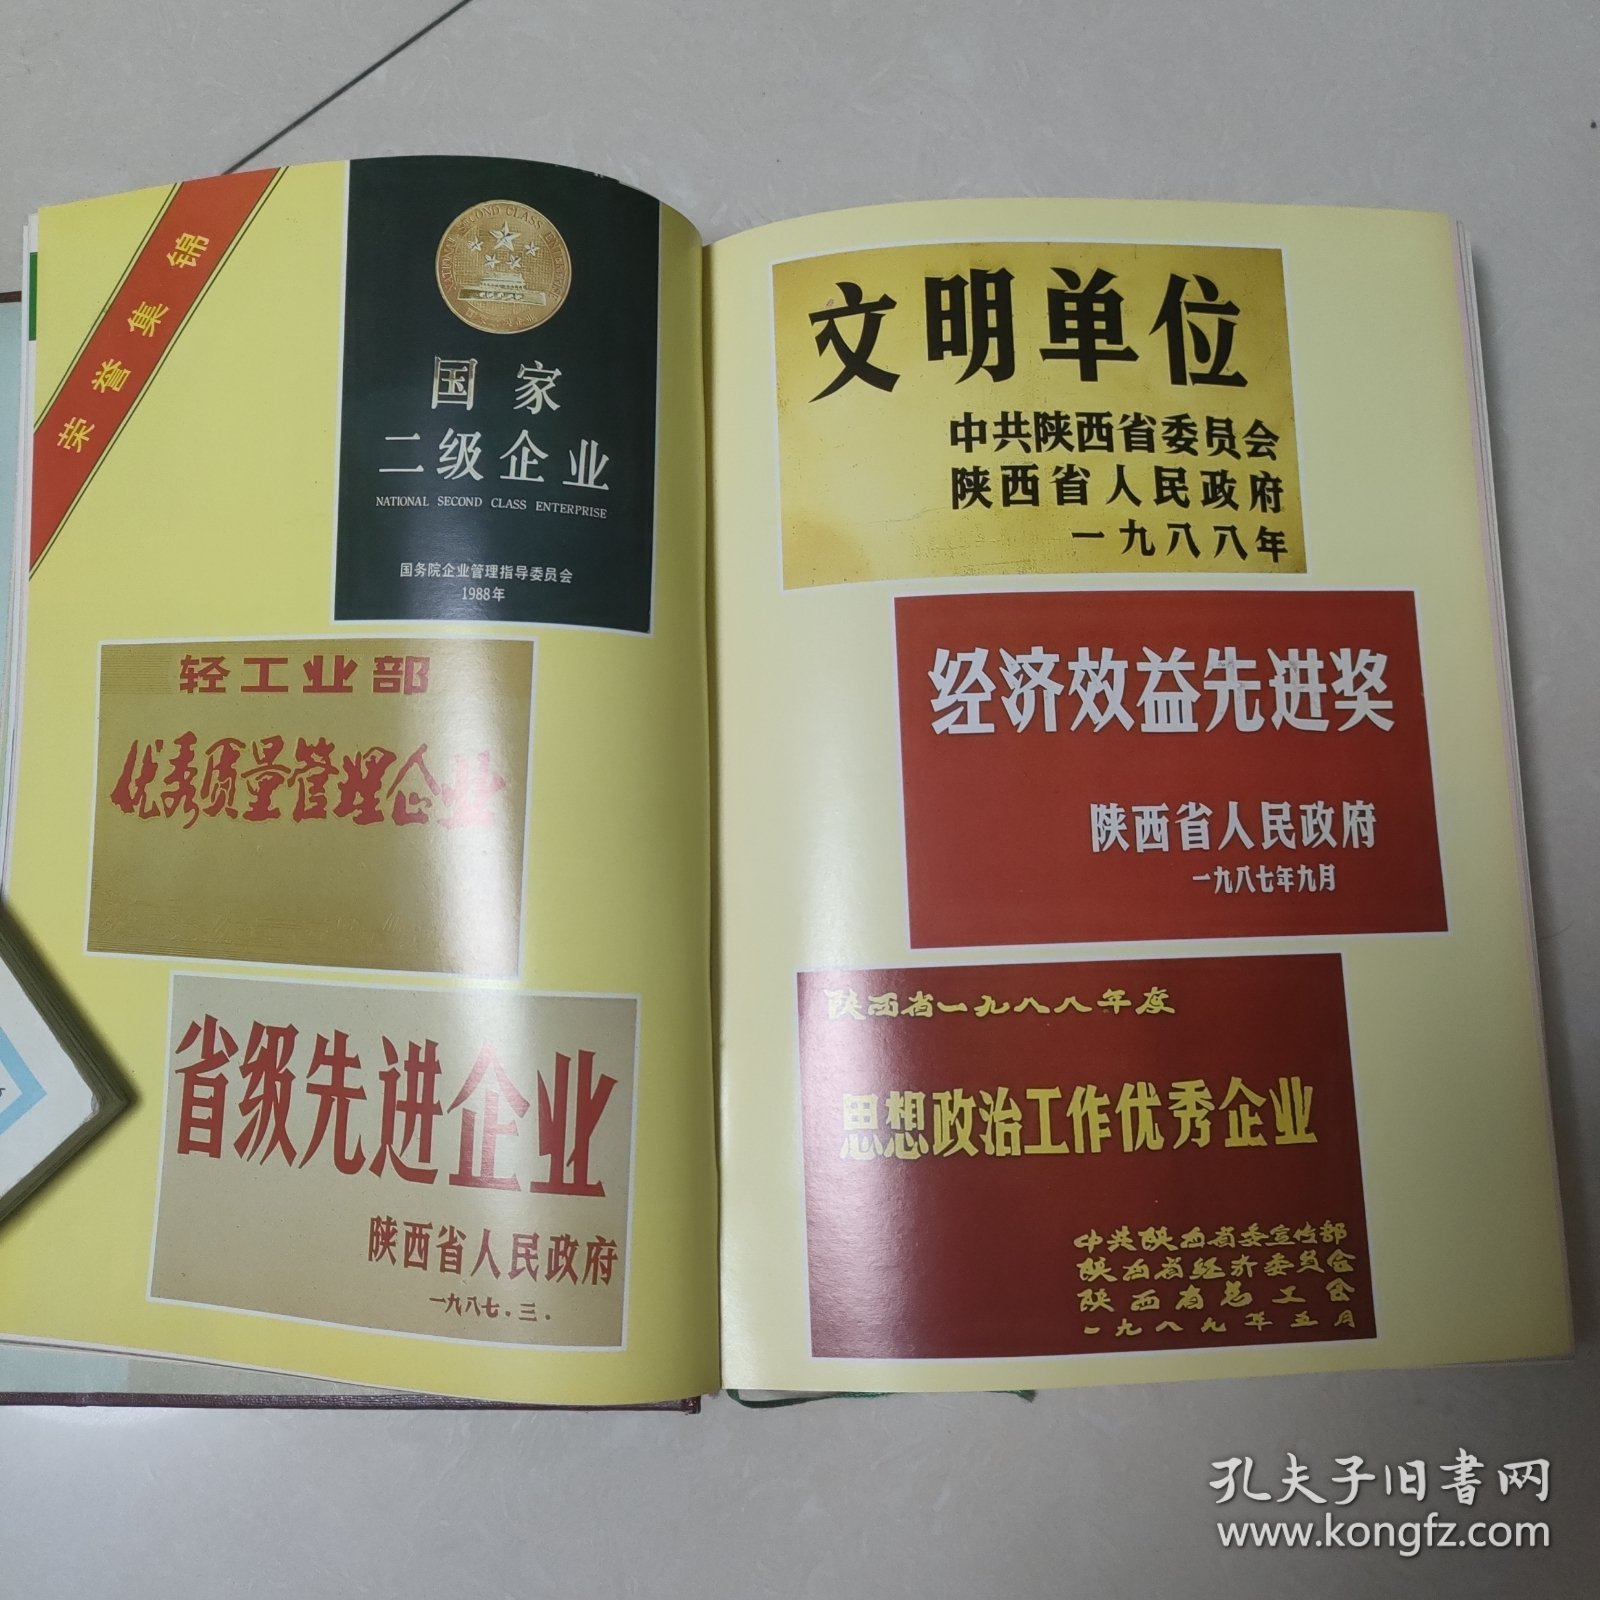 荣誉集锦
NATIONAL SECOND CLASS ENTERPRISE
国家
二级企业
NATIONAL SECOND CLASS ENTERPRISE
国务院企业管理指导委员会
1988年
轻工业部
优秀质量管理企业
省级先进企业
陕西省人民政府
一九八七.三.
文明单位
中共陕西省委员会
陕西省人民政府
一九八八年
经济效益先进奖
陕西省人民政府
一九八七年九月
陕西省一九八八年度
思想政治工作优秀企业
中共陕西省委宣传部
陕西省经济委员会
陕西省总工会
一九八九年五月
孔夫子旧书网
www.kongfz.com